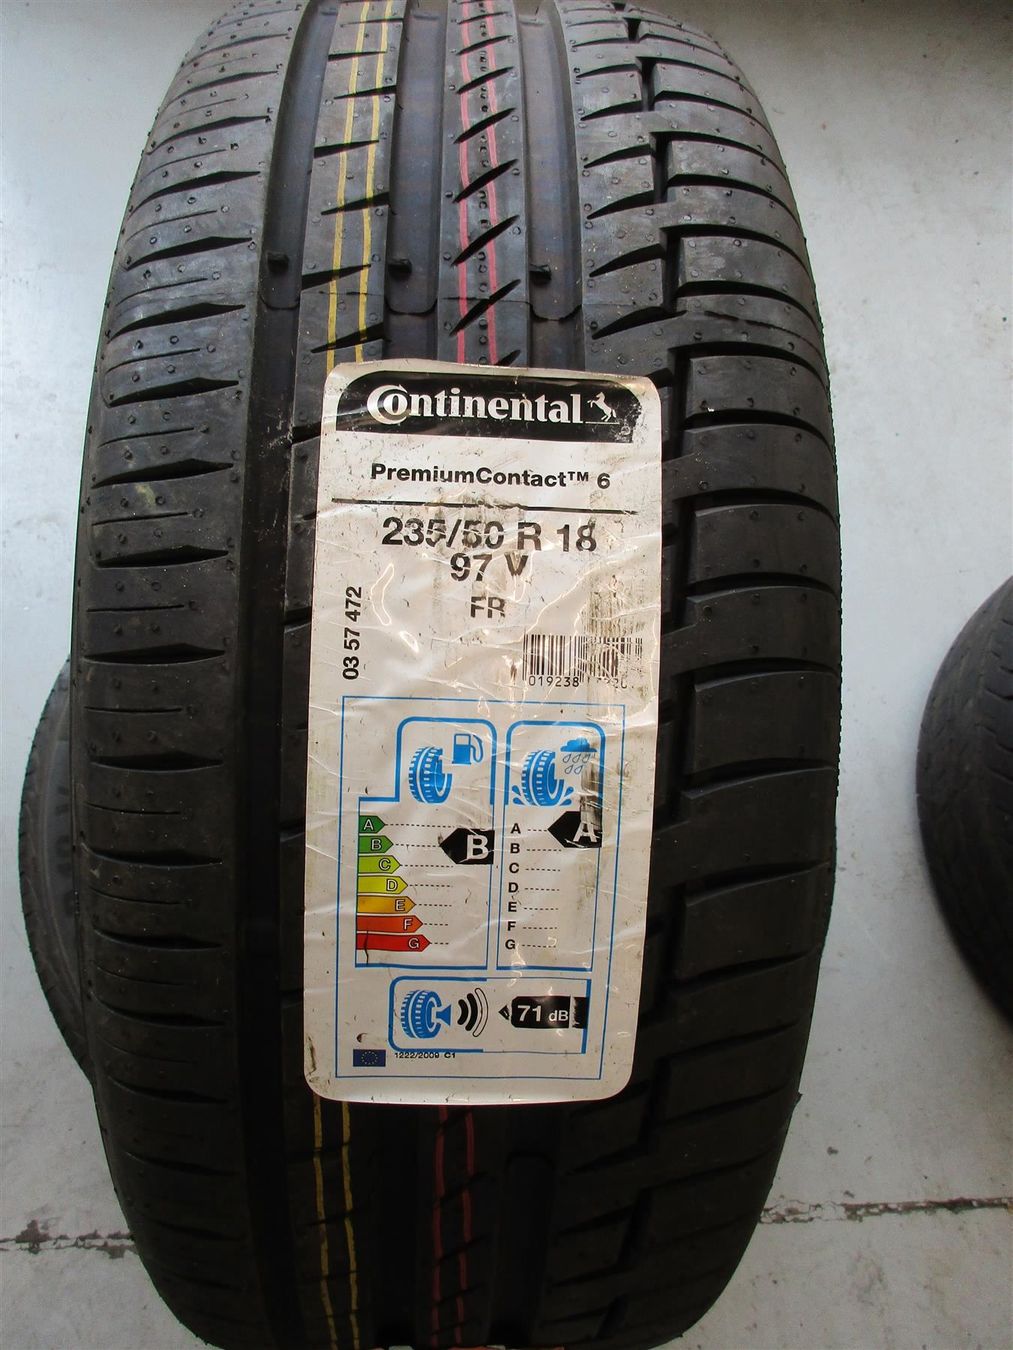 Continental
PremiumContact™ 6
235/50 R 18
97 V
FR
03 57 472
019238
A
B
C
D
E
F
G
B
A
B
C
D
E
F
G
A
71 dB
1222/2009 C1